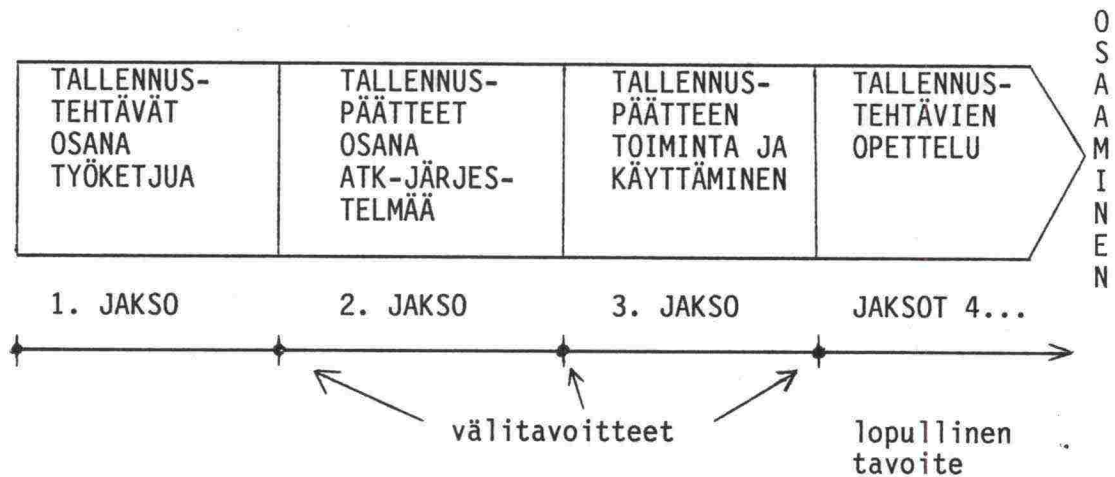 TALLENNUS-
TEHTÄVÄT
OSANA
TYÖKETJUA
TALLENNUS-
PÄÄTTEET
OSANA
ATK-JÄRJES-
TELMÄÄ
TALLENNUS-
PÄÄTTEEN
TOIMINTA JA
KÄYTTÄMINEN
TALLENNUS-
TEHTÄVIEN
OPETTELU
OSAAMINEN
1. JAKSO
2. JAKSO
3. JAKSO
JAKSOT 4...
välitavoitteet
lopullinen
tavoite